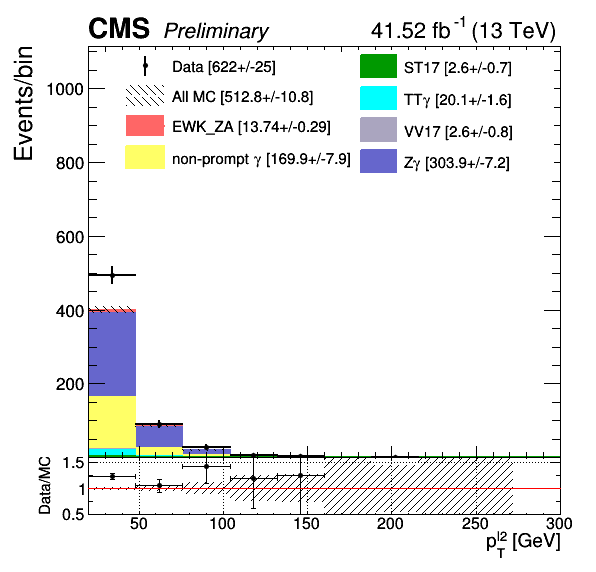 CMS Preliminary 41.52 fb⁻¹ (13 TeV)
Events/bin
Data [622+/-25]
All MC [512.8+/-10.8]
EWK_ZA [13.74+/-0.29]
non-prompt γ [169.9+/-7.9]
ST17 [2.6+/-0.7]
TTγ [20.1+/-1.6]
VV17 [2.6+/-0.8]
Zγ [303.9+/-7.2]
1000
800
600
400
200
Data/MC
1.5
1
0.5
50 100 150 200 250 300
p_T^l2 [GeV]